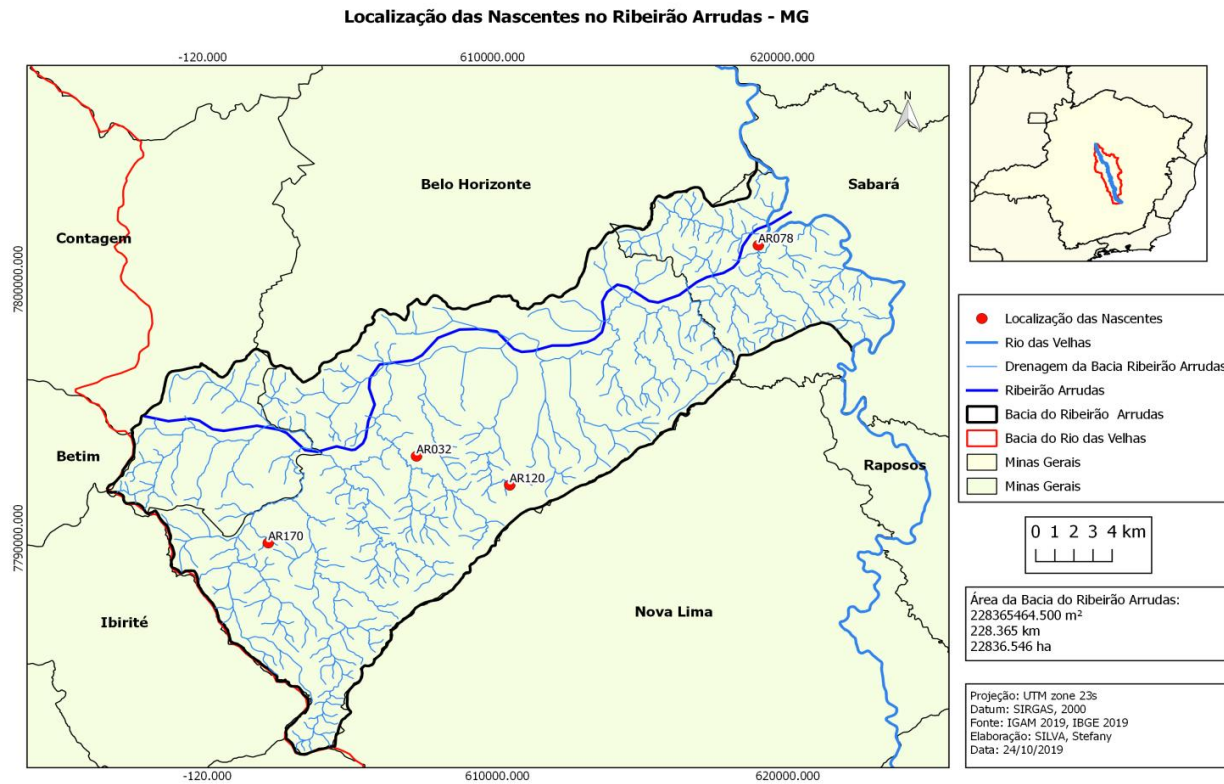 Localização das Nascentes no Ribeirão Arrudas - MG
-120.000
610000.000
620000.000
N
Belo Horizonte
Sabará
Contagem
AR078
7800000.000
Betim
AR032
AR120
Raposos
AR170
7790000.000
Ibirité
Nova Lima
-120.000
610000.000
620000.000
Localização das Nascentes
Rio das Velhas
Drenagem da Bacia Ribeirão Arrudas
Ribeirão Arrudas
Bacia do Ribeirão Arrudas
Bacia do Rio das Velhas
Minas Gerais
Minas Gerais
0 1 2 3 4 km
Área da Bacia do Ribeirão Arrudas:
228365464.500 m²
228.365 km
22836.546 ha
Projeção: UTM zone 23s
Datum: SIRGAS, 2000
Fonte: IGAM 2019, IBGE 2019
Elaboração: SILVA, Stefany
Data: 24/10/2019